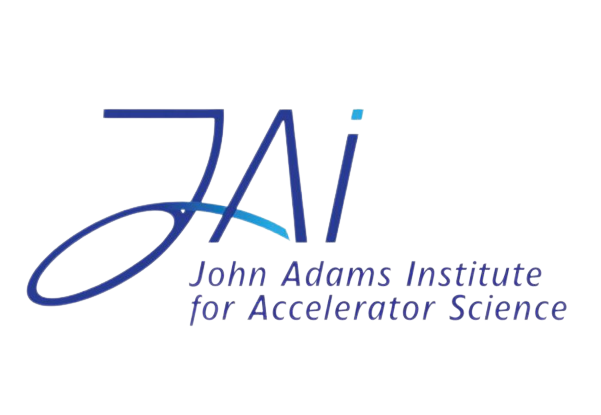 JAi
John Adams Institute
for Accelerator Science